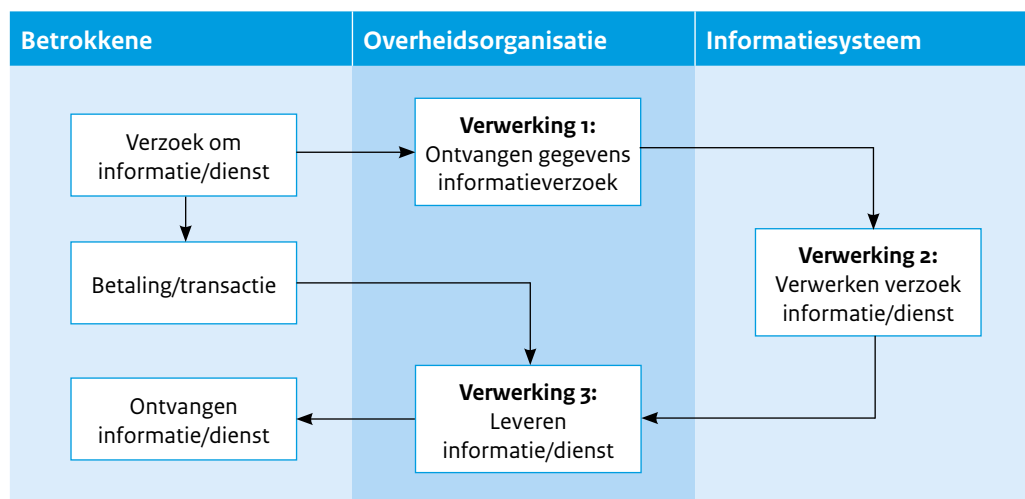 Betrokkene
Overheidsorganisatie
Informatiesysteem
Verzoek om
informatie/dienst
Verwerking 1:
Ontvangen gegevens
informatieverzoek
Betaling/transactie
Verwerking 2:
Verwerken verzoek
informatie/dienst
Ontvangen
informatie/dienst
Verwerking 3:
Leveren
informatie/dienst